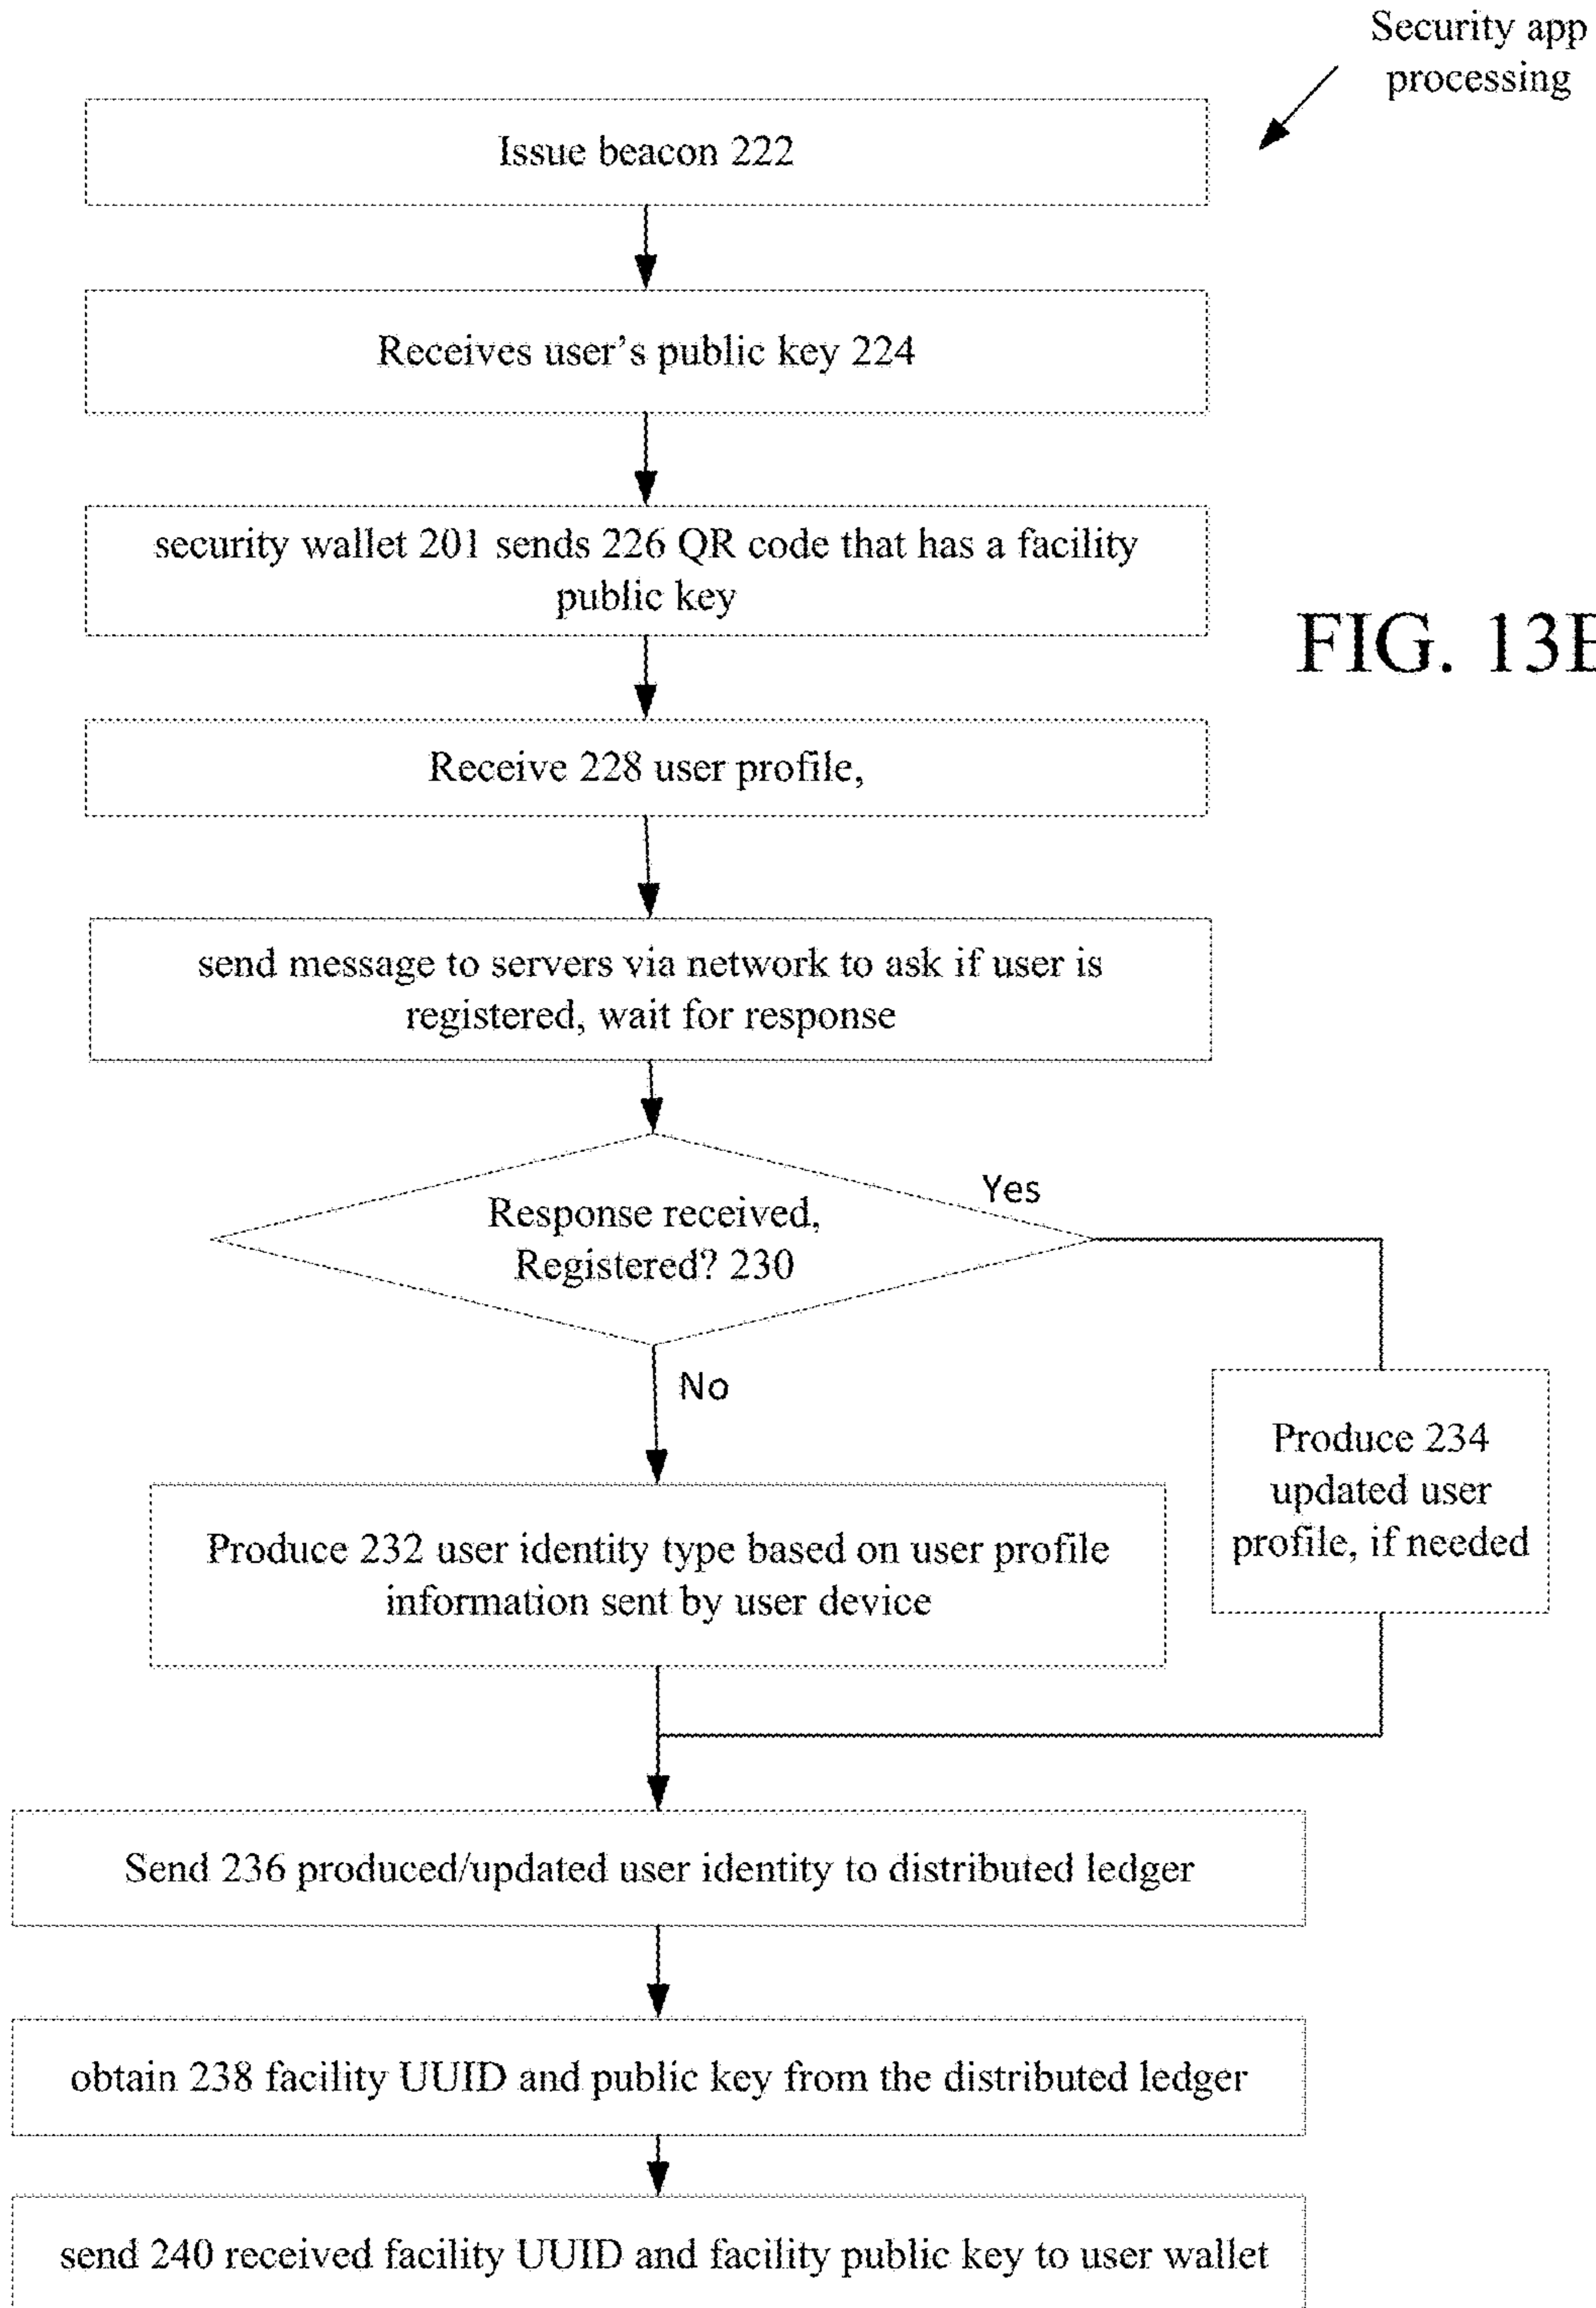 Security app
processing
Issue beacon 222
Receives user's public key 224
security wallet 201 sends 226 QR code that has a facility
public key
FIG. 13B
Receive 228 user profile,
send message to servers via network to ask if user is
registered, wait for response
Yes
Response received,
Registered? 230
No
Produce 234
updated user
profile, if needed
Produce 232 user identity type based on user profile
information sent by user device
Send 236 produced/updated user identity to distributed ledger
obtain 238 facility UUID and public key from the distributed ledger
send 240 received facility UUID and facility public key to user wallet